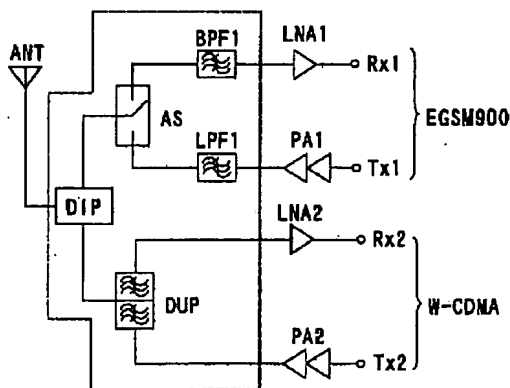 ANT
BPF1
LNA1
Rx1
AS
EGSM900
LPF1
PA1
Tx1
DIP
LNA2
Rx2
DUP
W-CDMA
PA2
Tx2